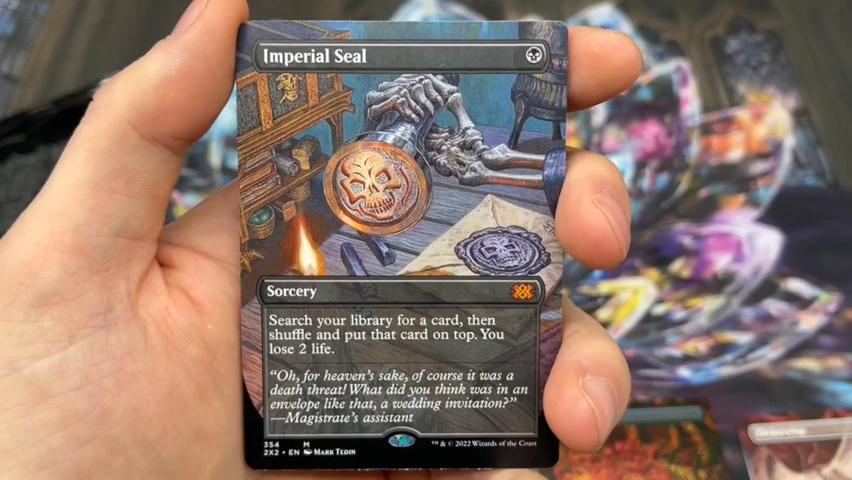 Imperial Seal
Sorcery
Search your library for a card, then
shuffle and put that card on top. You
lose 2 life.
“Oh, for heaven’s sake, of course it was a
death threat! What did you think was in an
envelope like that, a wedding invitation?”
—Magistrate’s assistant
354 M
2X2 • EN Mark Tedin
™ & © 2022 Wizards of the Coast